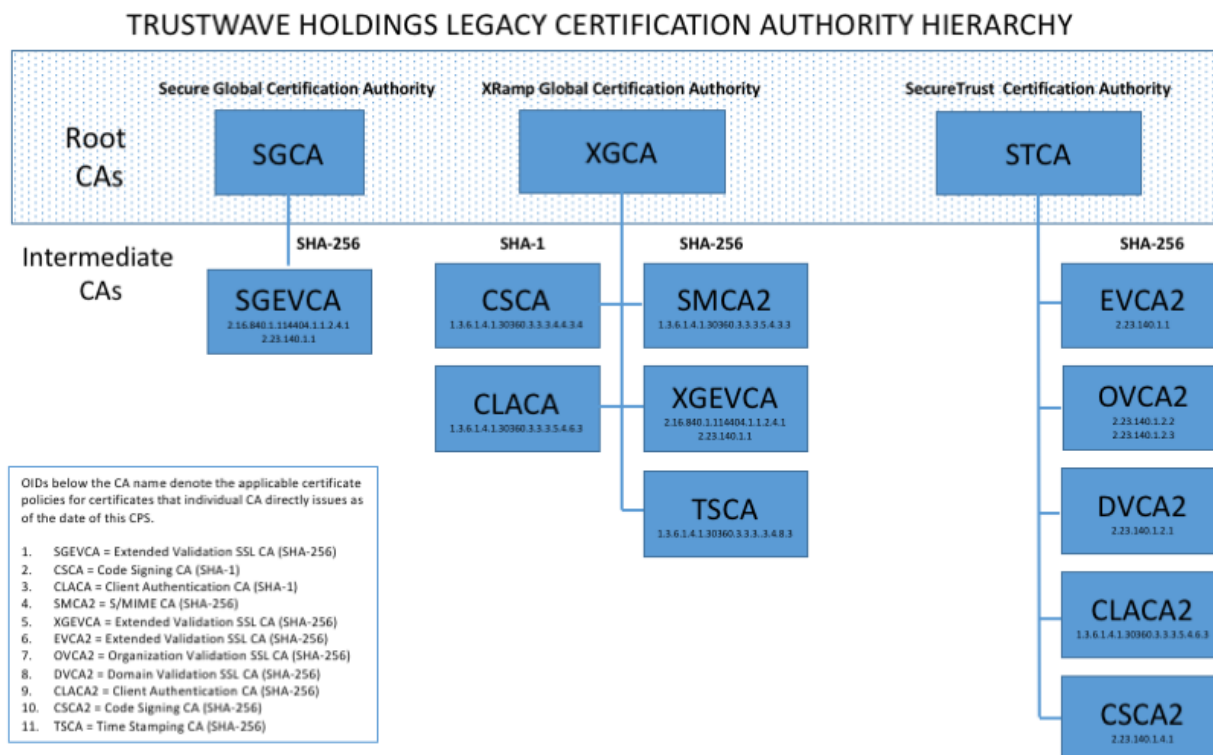 TRUSTWAVE HOLDINGS LEGACY CERTIFICATION AUTHORITY HIERARCHY
Secure Global Certification Authority
XRamp Global Certification Authority
SecureTrust Certification Authority
Root
CAs
SGCA
XGCA
STCA
Intermediate
CAs
SHA-256
SHA-1
SHA-256
SHA-256
SGEVCA
2.16.840.1.114404.1.1.2.4.1
2.23.140.1.1
CSCA
1.3.6.1.4.1.30360.3.3.3.4.4.3.4
SMCA2
1.3.6.1.4.1.30360.3.3.3.5.4.3.3
EVCA2
2.23.140.1.1
CLACA
1.3.6.1.4.1.30360.3.3.3.5.4.6.3
XGEVCA
2.16.840.1.114404.1.1.2.4.1
2.23.140.1.1
OVCA2
2.23.140.1.2.2
2.23.140.1.2.3
TSCA
1.3.6.1.4.1.30360.3.3.3..3.4.8.3
DVCA2
2.23.140.1.2.1
CLACA2
1.3.6.1.4.1.30360.3.3.3.5.4.6.3
CSCA2
2.23.140.1.4.1
OIDs below the CA name denote the applicable certificate
policies for certificates that individual CA directly issues as
of the date of this CPS.
1. SGEVCA = Extended Validation SSL CA (SHA-256)
2. CSCA = Code Signing CA (SHA-1)
3. CLACA = Client Authentication CA (SHA-1)
4. SMCA2 = S/MIME CA (SHA-256)
5. XGEVCA = Extended Validation SSL CA (SHA-256)
6. EVCA2 = Extended Validation SSL CA (SHA-256)
7. OVCA2 = Organization Validation SSL CA (SHA-256)
8. DVCA2 = Domain Validation SSL CA (SHA-256)
9. CLACA2 = Client Authentication CA (SHA-256)
10. CSCA2 = Code Signing CA (SHA-256)
11. TSCA = Time Stamping CA (SHA-256)